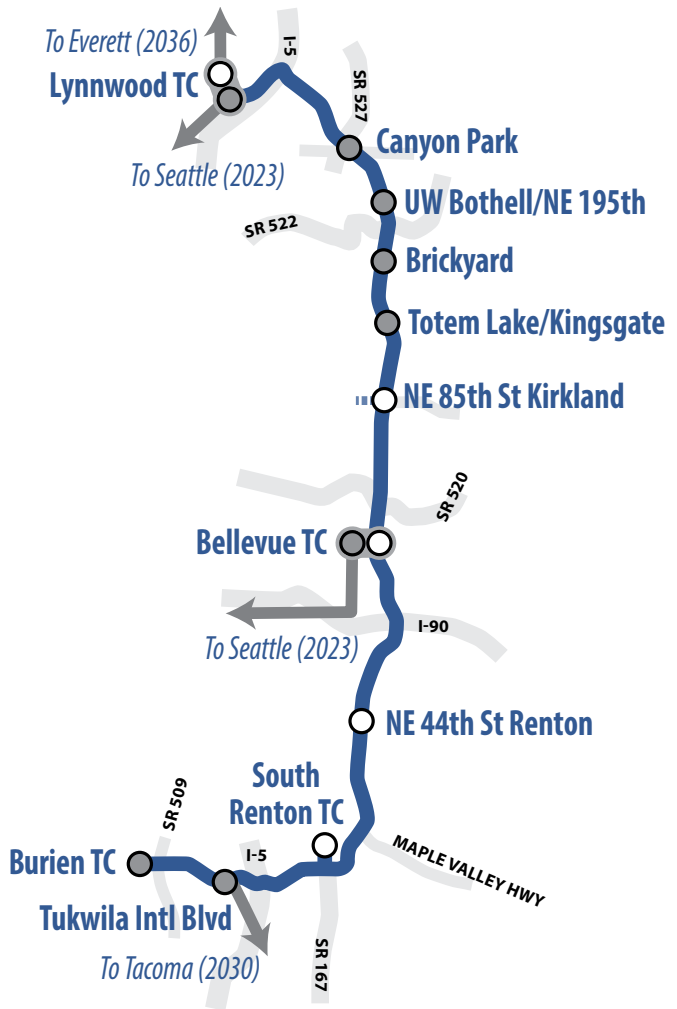 To Everett (2036)
I-5
Lynnwood TC
SR 527
Canyon Park
To Seattle (2023)
UW Bothell/NE 195th
SR 522
Brickyard
Totem Lake/Kingsgate
NE 85th St Kirkland
SR 520
Bellevue TC
I-90
To Seattle (2023)
NE 44th St Renton
South
Renton TC
SR 509
I-5
MAPLE VALLEY HWY
Burien TC
Tukwila Intl Blvd
To Tacoma (2030)
SR 167